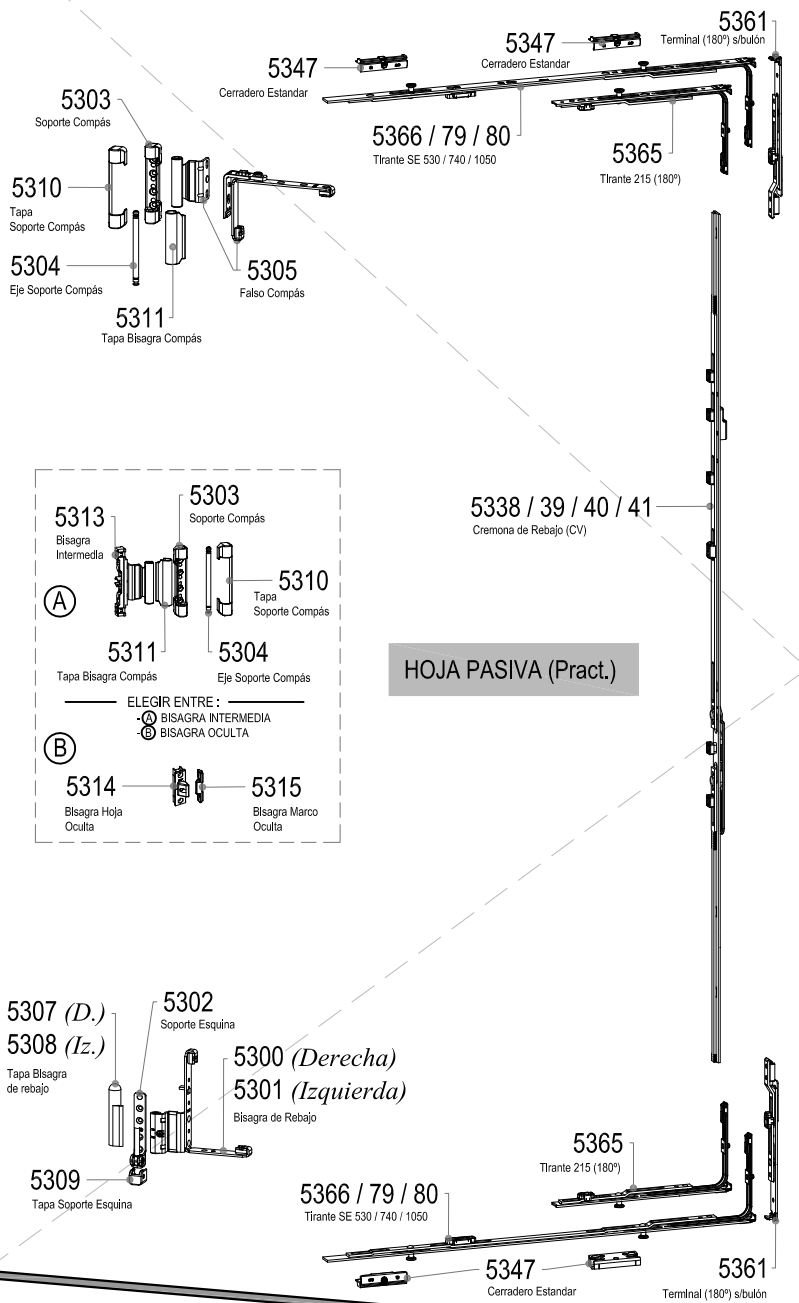 5361
Terminal (180º) s/bulón
5347
Cerradero Estandar
5347
Cerradero Estandar
5303
Soporte Compás
5366 / 79 / 80
Tirante SE 530 / 740 / 1050
5365
Tirante 215 (180º)
5310
Tapa
Soporte Compás
5304
Eje Soporte Compás
5305
Falso Compás
5311
Tapa Bisagra Compás
5303
Soporte Compás
5313
Bisagra
Intermedia
5338 / 39 / 40 / 41
Cremona de Rebajo (CV)
A
5310
Tapa
Soporte Compás
5311
Tapa Bisagra Compás
5304
Eje Soporte Compás
HOJA PASIVA (Pract.)
ELEGIR ENTRE :
- A BISAGRA INTERMEDIA
- B BISAGRA OCULTA
B
5314
Bisagra Hoja
Oculta
5315
Bisagra Marco
Oculta
5307 (D.)
5308 (Iz.)
Tapa Bisagra
de rebajo
5302
Soporte Esquina
5300 (Derecha)
5301 (Izquierda)
Bisagra de Rebajo
5309
Tapa Soporte Esquina
5365
Tirante 215 (180º)
5366 / 79 / 80
Tirante SE 530 / 740 / 1050
5347
Cerradero Estandar
5361
Terminal (180º) s/bulón